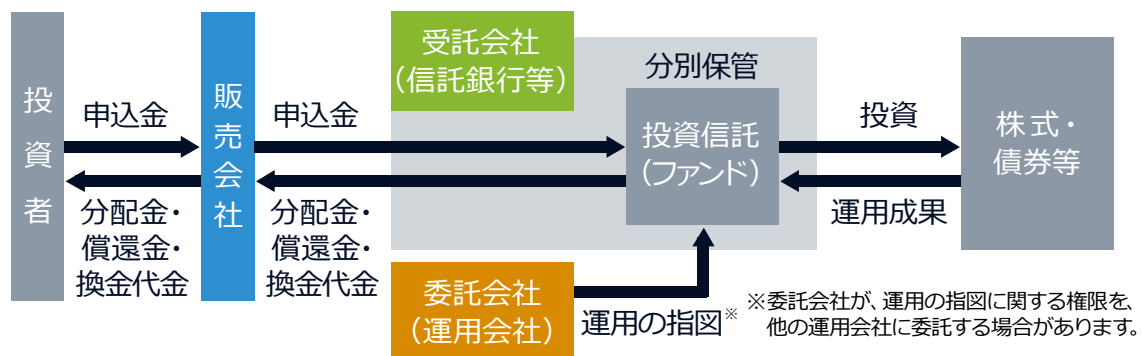 投資者
申込金
分配金・
償還金・
換金代金
販売会社
申込金
分配金・
償還金・
換金代金
受託会社
（信託銀行等）
分別保管
投資信託
（ファンド）
投資
運用成果
株式・
債券等
委託会社
（運用会社）
運用の指図※
※委託会社が、運用の指図に関する権限を、
他の運用会社に委託する場合があります。